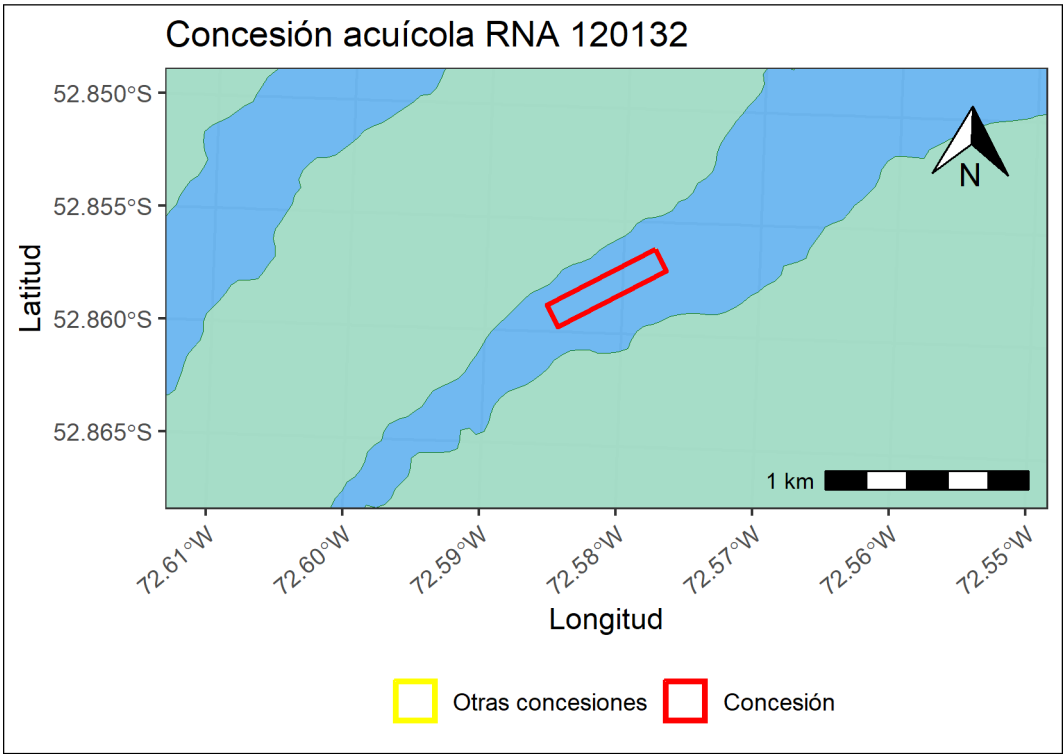 Concesión acuícola RNA 120132
52.850°S
52.855°S
52.860°S
52.865°S
Latitud
N
1 km
72.61°W
72.60°W
72.59°W
72.58°W
72.57°W
72.56°W
72.55°W
Longitud
Otras concesiones
Concesión